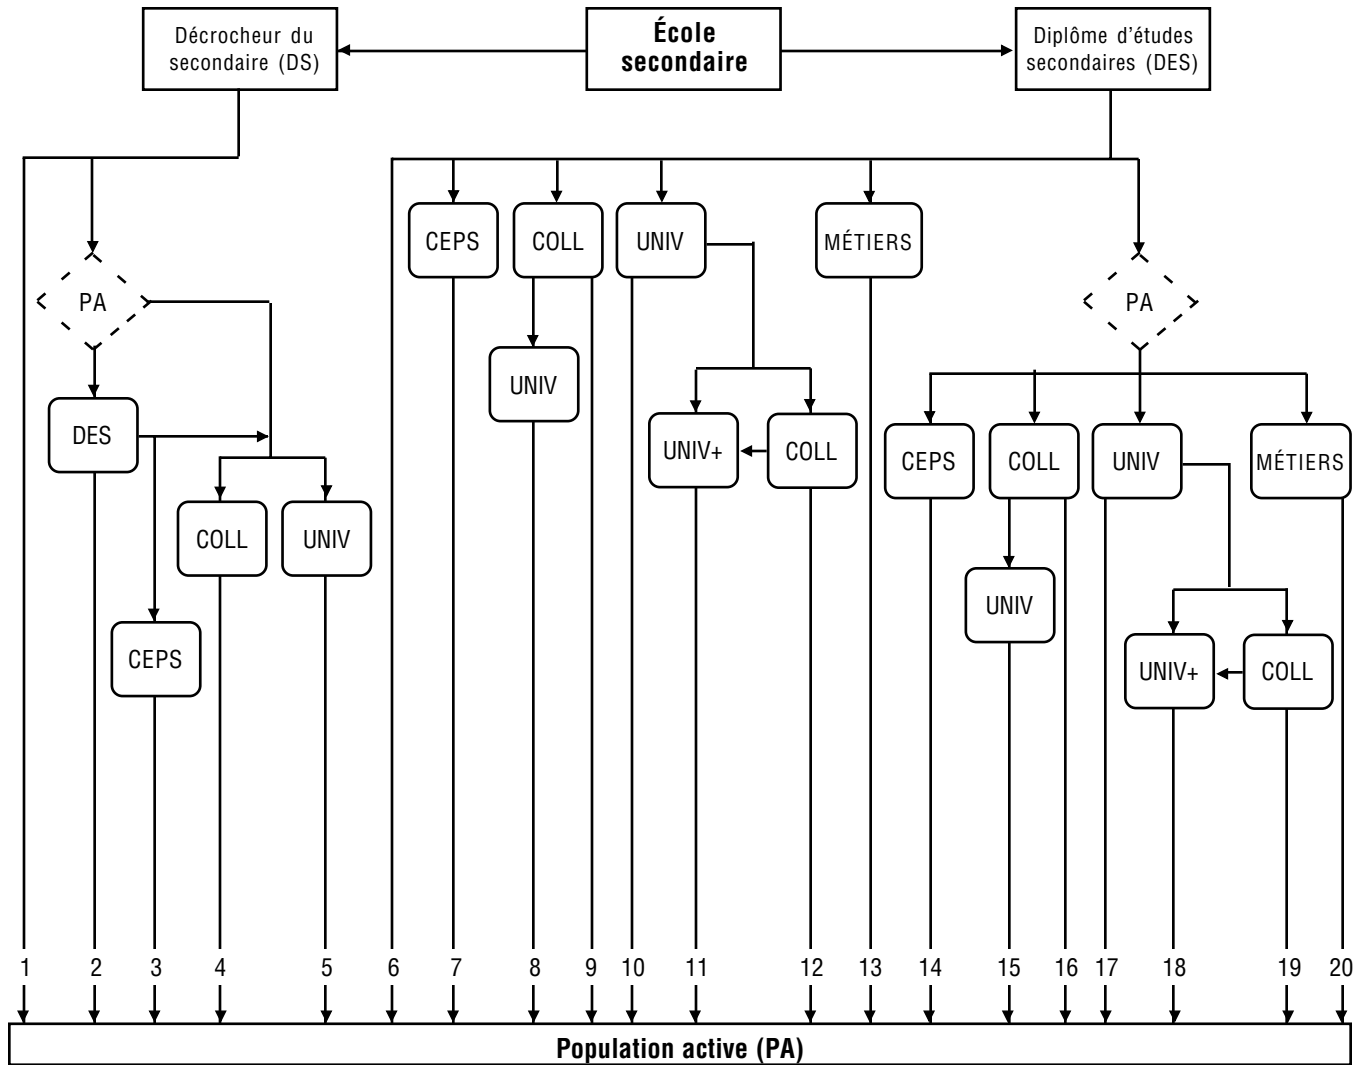 Décrocheur du
secondaire (DS)
École
secondaire
Diplôme d'études
secondaires (DES)
CEPS
COLL
UNIV
MÉTIERS
PA
PA
UNIV
DES
UNIV+
COLL
CEPS
COLL
UNIV
MÉTIERS
COLL
UNIV
UNIV
CEPS
UNIV+
COLL
1 2 3 4 5 6 7 8 9 10 11 12 13 14 15 16 17 18 19 20
Population active (PA)